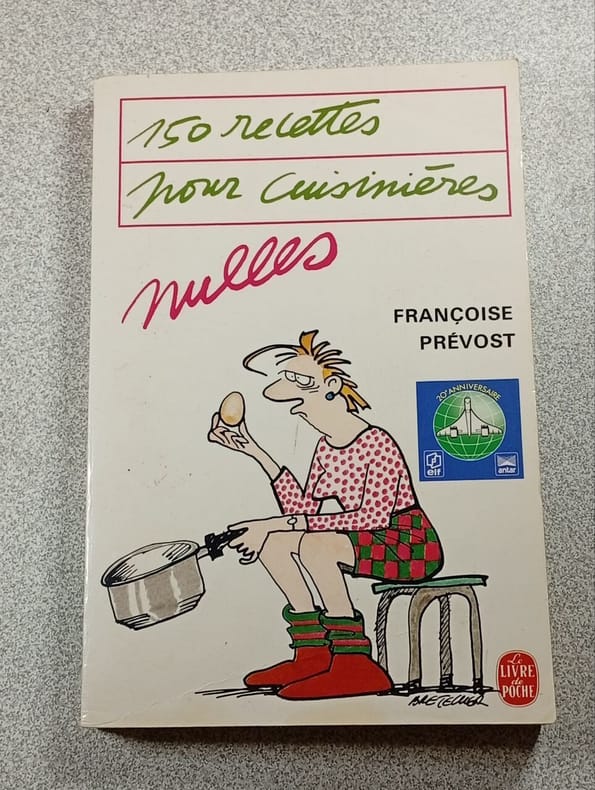 150 recettes
pour cuisinières
nulles
FRANÇOISE
PRÉVOST
20e ANNIVERSAIRE
elf
antar
BRETECHER
Le
LIVRE
de
POCHE